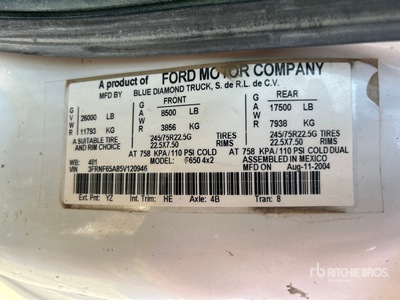 A product of FORD MOTOR COMPANY
MFD BY BLUE DIAMOND TRUCK, S. de R.L. de C.V.
FRONT REAR
GVWR 26000 LB GAWR 8500 LB GAWR 17500 LB
11793 KG 3856 KG 7938 KG
A SUITABLE TIRE AND RIM CHOICE 245/75R22.5G TIRES 245/75R22.5G TIRES
22.5X7.50 RIMS 22.5X7.50 RIMS
AT 758 KPA/110 PSI COLD AT 758 KPA/110 PSI COLD DUAL
WB: 401 MODEL: F650 4x2 ASSEMBLED IN MEXICO
VIN 3FRNF65A85V120946 MFD ON Aug-11-2004
Ext. Pnt: YZ Int. Trim: HE Axle: 4B Tran: 8
rb ritchie bros.